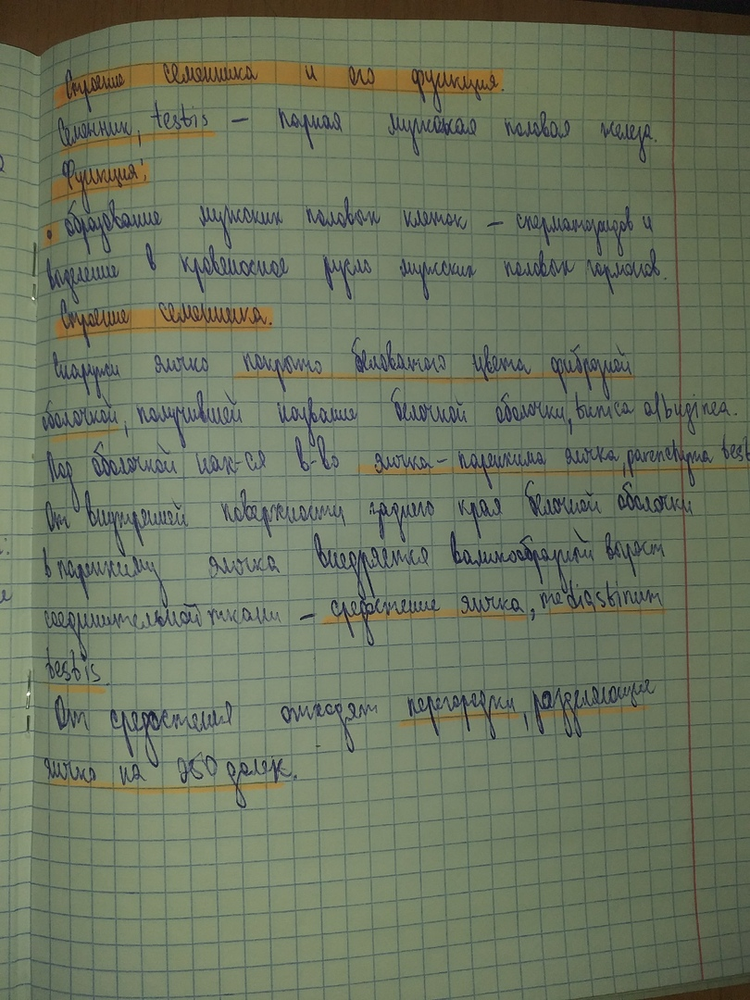 Строение семенника и его функция.
Семенник, testis — парная мужская половая железа.
Функция:
• образование мужских половых клеток – сперматозоидов и
выделение в кровеносное русло мужских половых гормонов.
Строение семенника.
Снаружи яичко покрыто беловатого цвета фиброзной
оболочкой, получившей название белочной оболочки, tunica albuginea.
Под оболочкой нах-ся в-во яичка – паренхима яичка, parenchyma test
От внутренней поверхности заднего края белочной оболочки
в паренхиму яичка внедряется валикообразный вырост
соединительной ткани – средостение яичка, mediastinum
testis.
От средостения отходят перегородки, разделяющие
яичко на 250 долек.